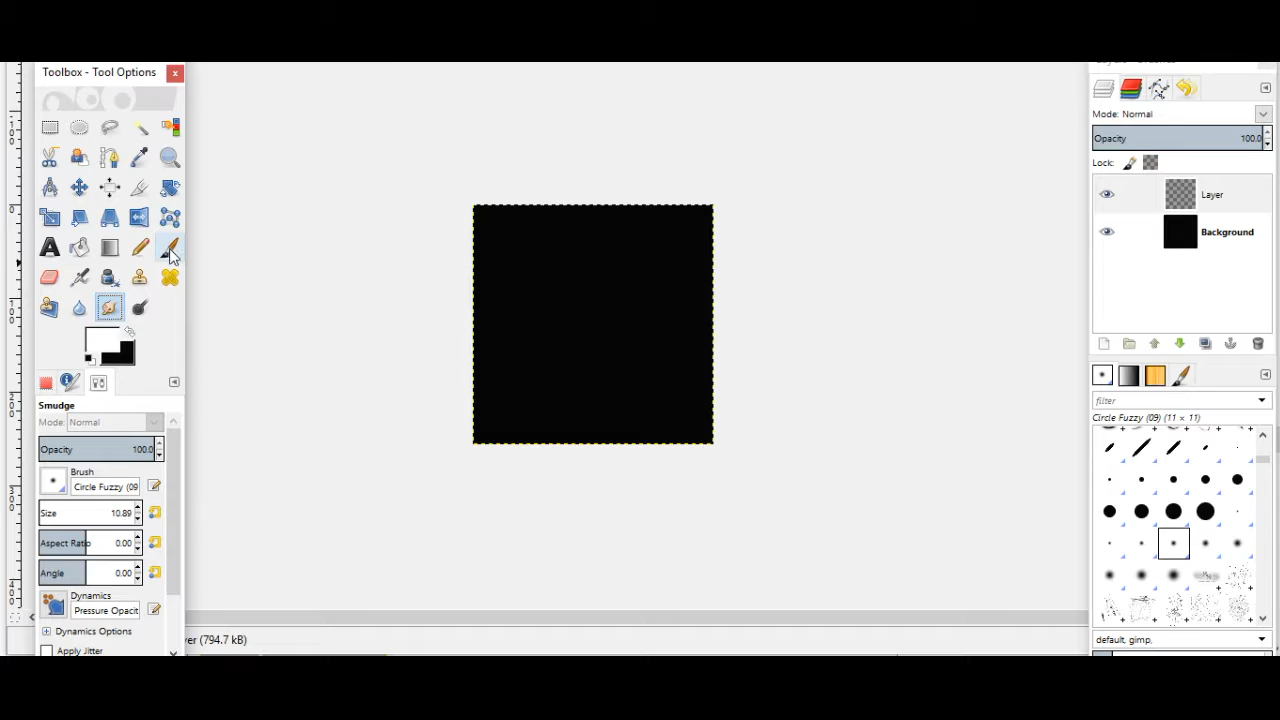 Toolbox - Tool Options
Mode: Normal
Opacity 100.0
Lock:
Layer
Background
Smudge
Mode: Normal
Opacity 100.0
Brush
Circle Fuzzy (09
Size 10.89
Aspect Ratio 0.00
Angle 0.00
Dynamics
Pressure Opacit
Dynamics Options
Apply Jitter
filter
Circle Fuzzy (09) (11 × 11)
default, gimp,
yer (794.7 kB)